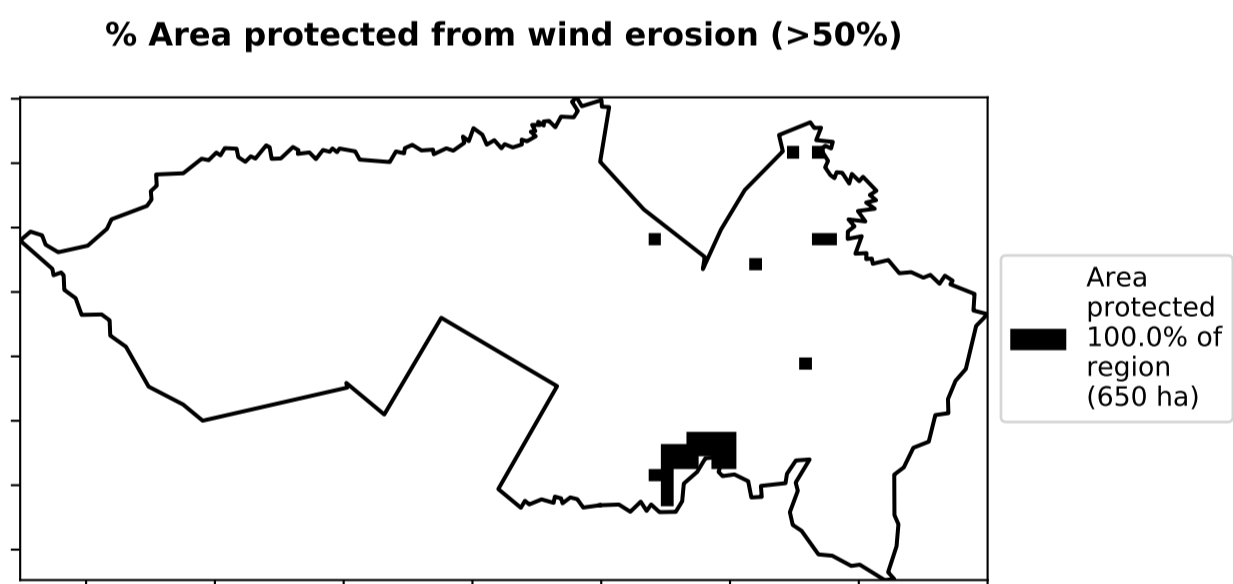 % Area protected from wind erosion (>50%)
Area
protected
100.0% of
region
(650 ha)